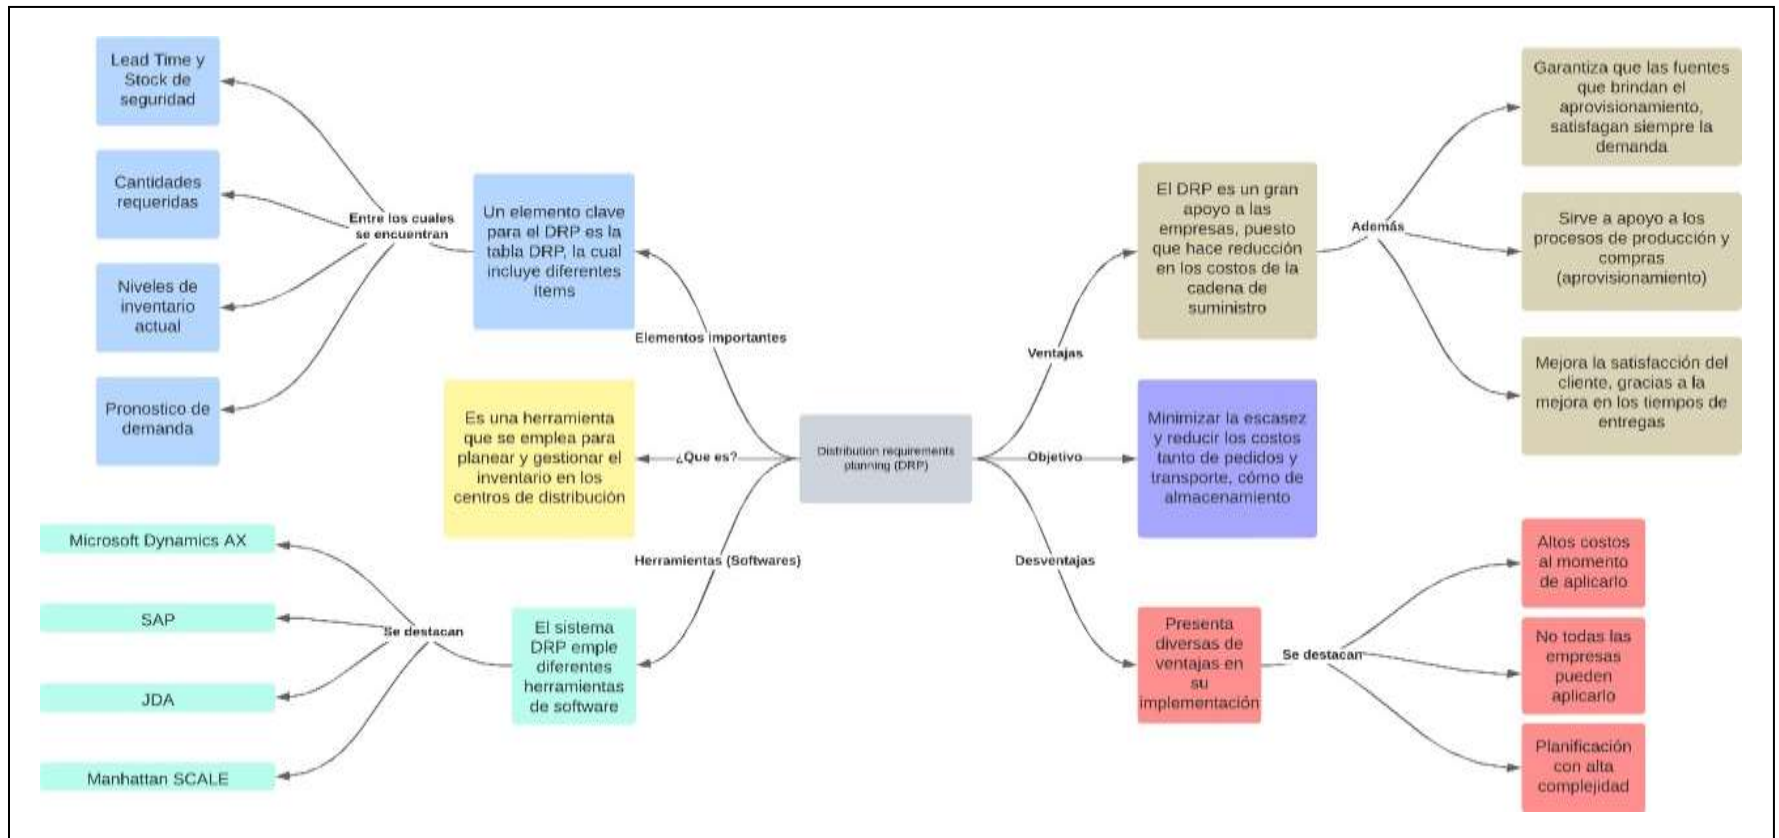 Lead Time y
Stock de
seguridad
Cantidades
requeridas
Niveles de
inventario
actual
Pronostico de
demanda
Entre los cuales
se encuentran
Un elemento clave
para el DRP es la
tabla DRP, la cual
incluye diferentes
ítems
Elementos importantes
Es una herramienta
que se emplea para
planear y gestionar el
inventario en los
centros de distribución
¿Que es?
Herramientas (Softwares)
El sistema
DRP emple
diferentes
herramientas
de software
Se destacan
Microsoft Dynamics AX
SAP
JDA
Manhattan SCALE
Distribution requirements
planning (DRP)
Ventajas
El DRP es un gran
apoyo a las
empresas, puesto
que hace reducción
en los costos de la
cadena de
suministro
Además
Garantiza que las fuentes
que brindan el
aprovisionamiento,
satisfagan siempre la
demanda
Sirve a apoyo a los
procesos de producción y
compras
(aprovisionamiento)
Mejora la satisfacción del
cliente, gracias a la
mejora en los tiempos de
entregas
Objetivo
Minimizar la escasez
y reducir los costos
tanto de pedidos y
transporte, cómo de
almacenamiento
Desventajas
Presenta
diversas de
ventajas en
su
implementación
Se destacan
Altos costos
al momento
de aplicarlo
No todas las
empresas
pueden
aplicarlo
Planificación
con alta
complejidad